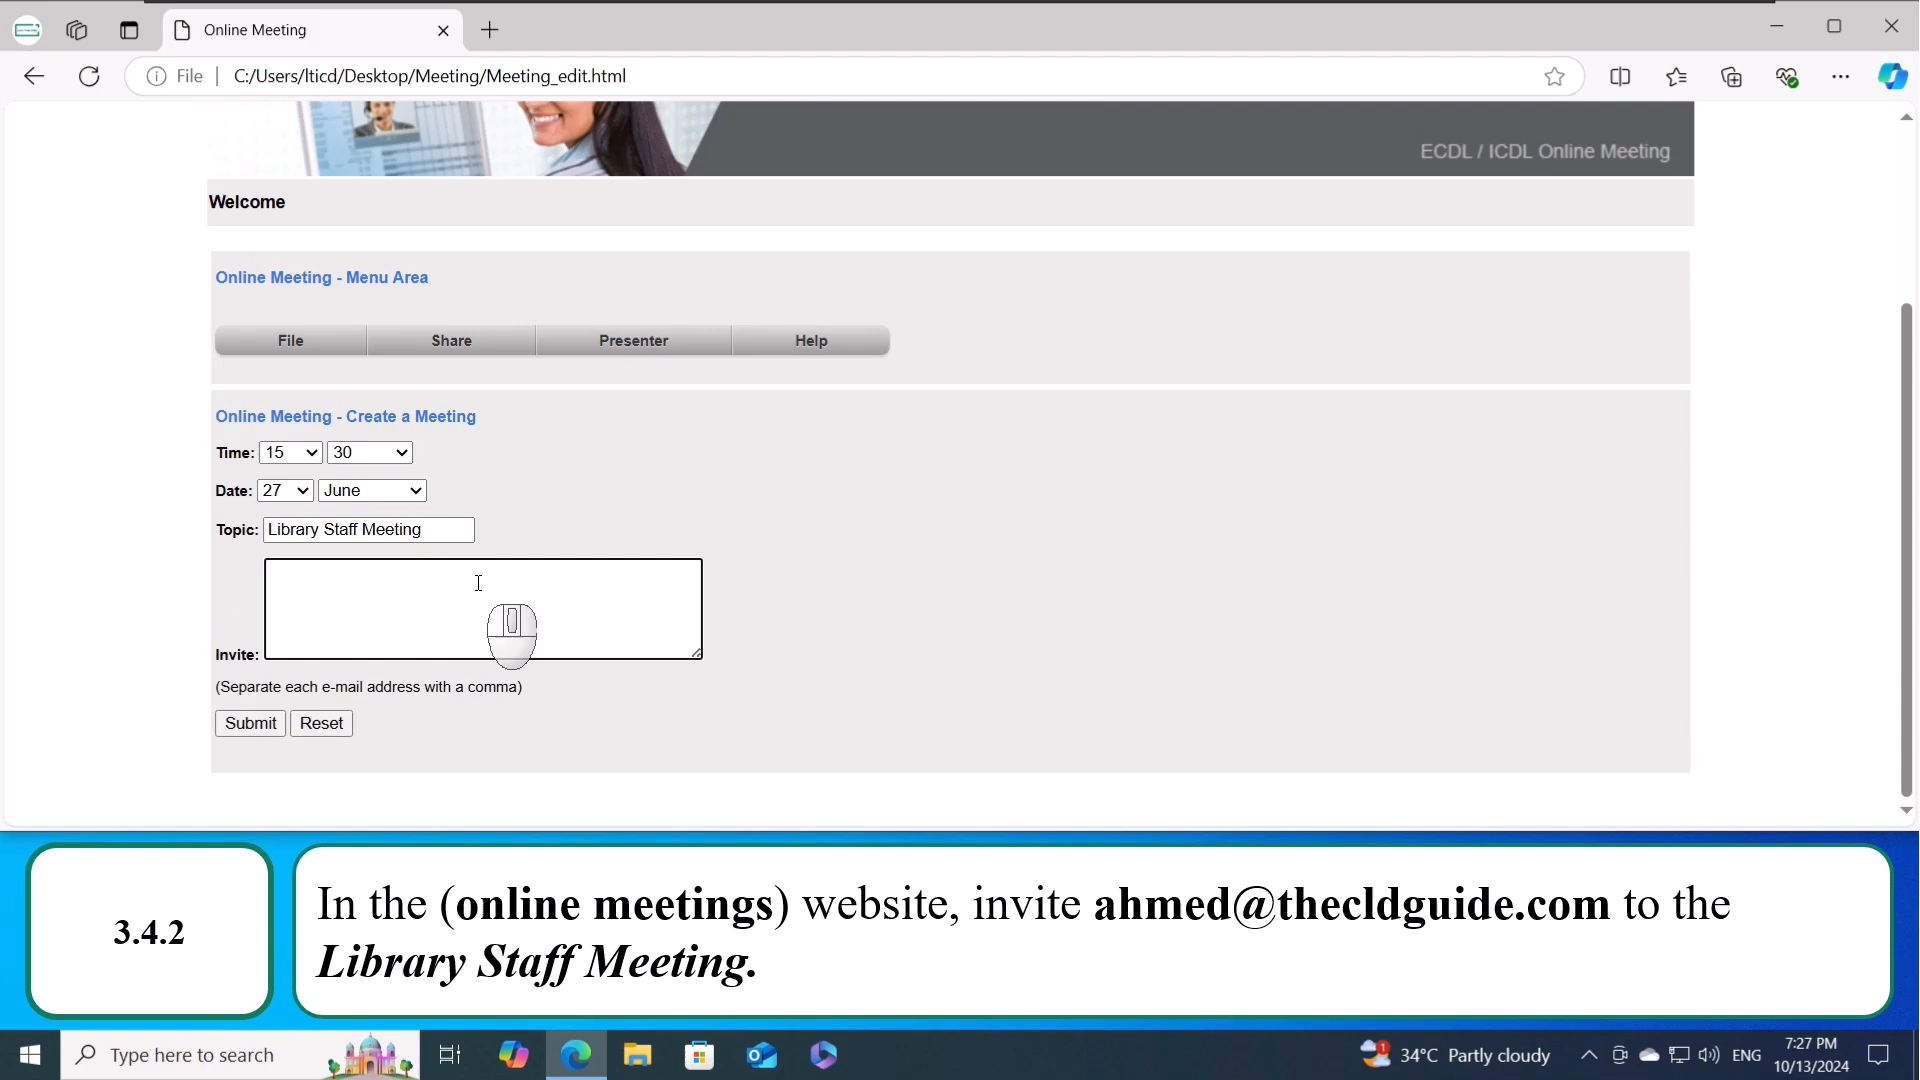 Online Meeting
File
C:/Users/lticd/Desktop/Meeting/Meeting_edit.html
ECDL / ICDL Online Meeting
Welcome
Online Meeting - Menu Area
File Share Presenter Help
Online Meeting - Create a Meeting
Time: 15 30
Date: 27 June
Topic: Library Staff Meeting
Invite:
(Separate each e-mail address with a comma)
Submit Reset
3.4.2
In the (online meetings) website, invite ahmed@thecldguide.com to the
Library Staff Meeting.
Type here to search
1
34°C Partly cloudy
ENG
7:27 PM
10/13/2024